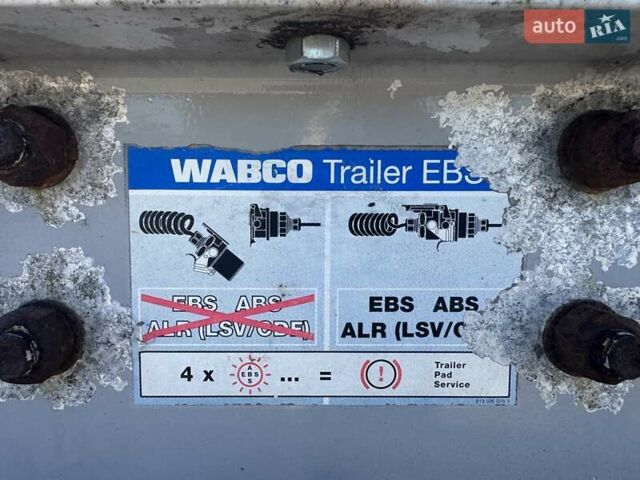 auto RIA.com
WABCO Trailer EBS
EBS ABS
ALR (LSV/CDF)
EBS ABS
ALR (LSV/C
4 x A EBS S ... = (!) Trailer
Pad
Service